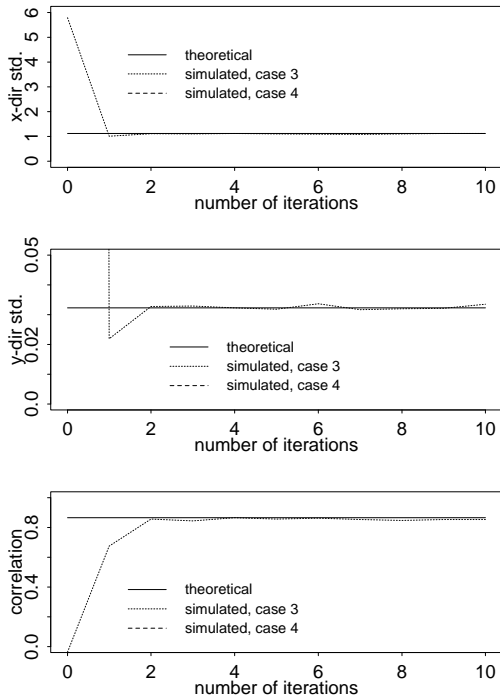 x-dir std.
6
5
4
3
2
1
0
theoretical
simulated, case 3
simulated, case 4
0 2 4 6 8 10
number of iterations
y-dir std.
0.05
0.02
0.0
theoretical
simulated, case 3
simulated, case 4
0 2 4 6 8 10
number of iterations
correlation
0.8
0.4
0.0
theoretical
simulated, case 3
simulated, case 4
0 2 4 6 8 10
number of iterations